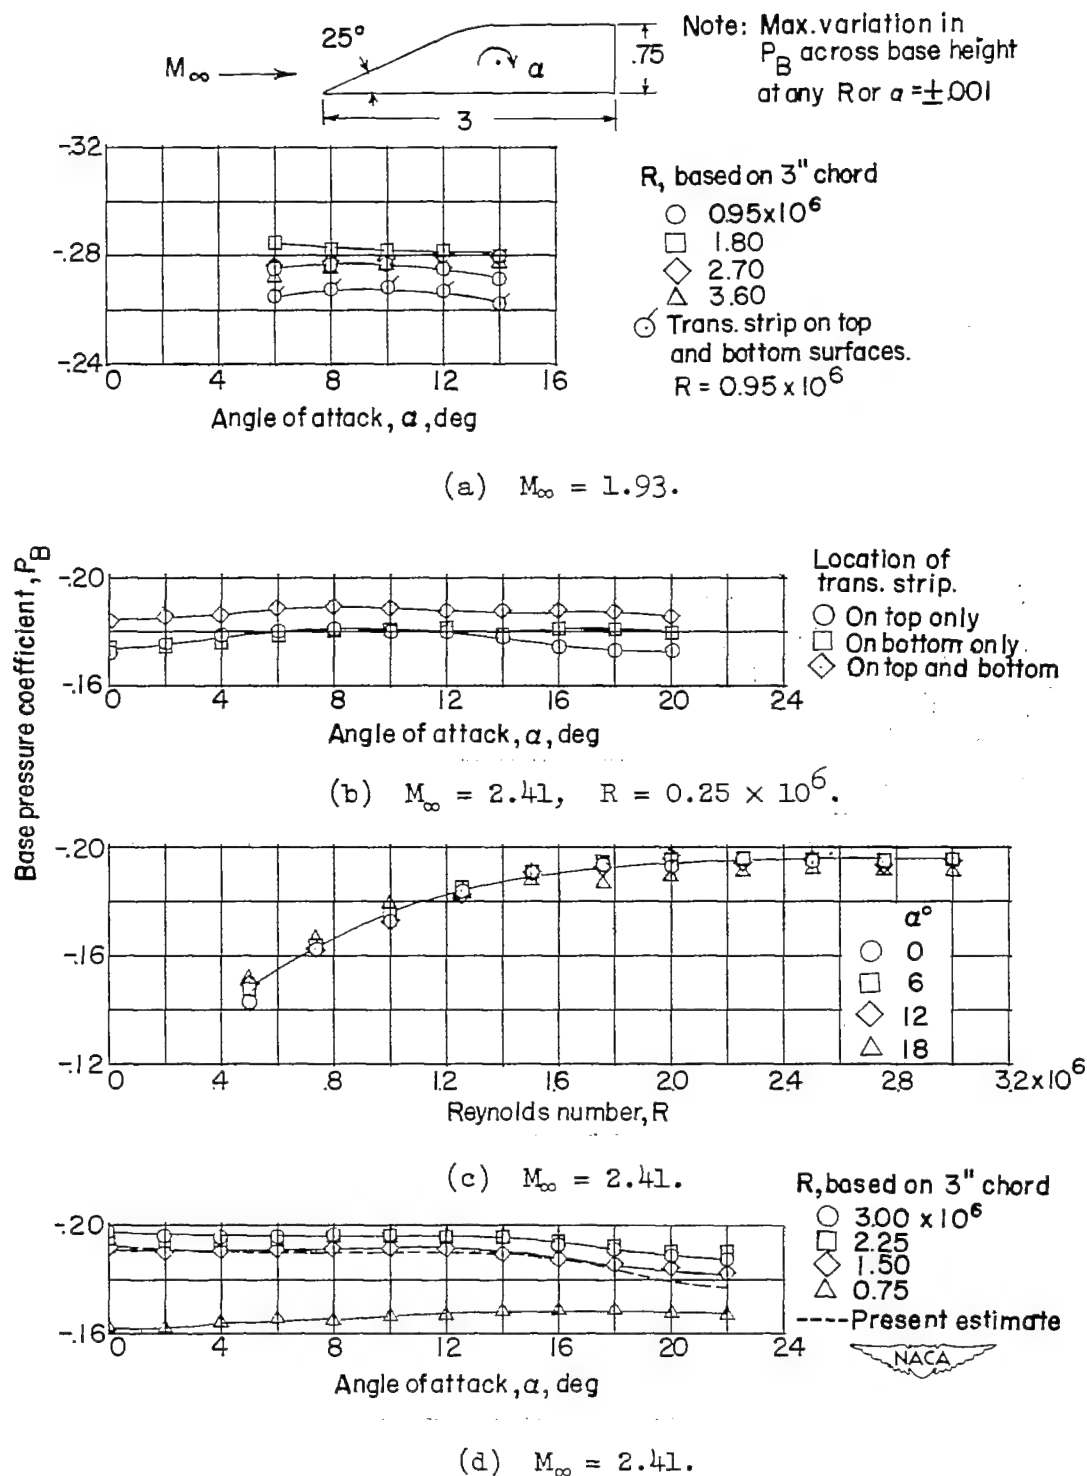 25°
M∞
α
.75
3
Note: Max. variation in
P_B across base height
at any R or α = ±.001
-.32
-.28
-.24
0 4 8 12 16
Angle of attack, α, deg
R, based on 3" chord
0.95x10^6
1.80
2.70
3.60
Trans. strip on top
and bottom surfaces.
R = 0.95 x 10^6
(a) M∞ = 1.93.
Base pressure coefficient, P_B
-.20
-.16
0 4 8 12 16 20 24
Angle of attack, α, deg
Location of
trans. strip.
On top only
On bottom only
On top and bottom
(b) M∞ = 2.41, R = 0.25 × 10^6.
-.20
-.16
-.12
0 .4 .8 1.2 1.6 2.0 2.4 2.8 3.2x10^6
Reynolds number, R
α°
0
6
12
18
(c) M∞ = 2.41.
-.20
-.16
0 4 8 12 16 20 24
Angle of attack, α, deg
R, based on 3" chord
3.00 x10^6
2.25
1.50
0.75
----Present estimate
NACA
(d) M∞ = 2.41.